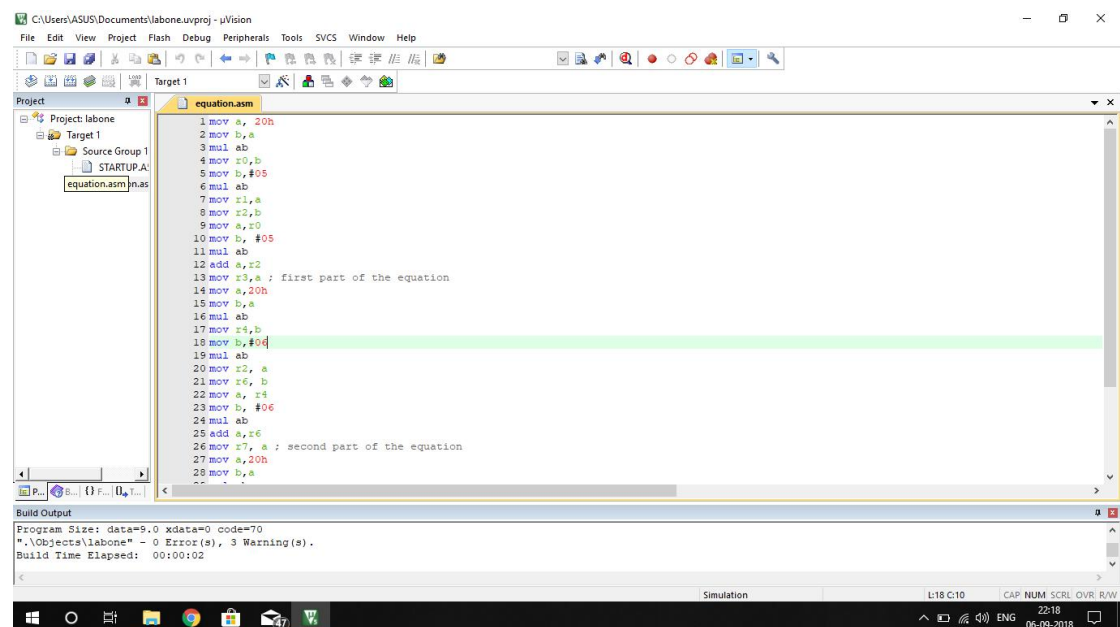 C:\Users\ASUS\Documents\labone.uvproj - µVision
File Edit View Project Flash Debug Peripherals Tools SVCS Window Help
LOAD Target 1
Project
equation.asm
Project: labone
Target 1
Source Group 1
STARTUP.A
equation.asm on.as
1 mov a, 20h
2 mov b,a
3 mul ab
4 mov r0,b
5 mov b,#05
6 mul ab
7 mov r1,a
8 mov r2,b
9 mov a,r0
10 mov b, #05
11 mul ab
12 add a,r2
13 mov r3,a ; first part of the equation
14 mov a,20h
15 mov b,a
16 mul ab
17 mov r4,b
18 mov b,#06
19 mul ab
20 mov r2, a
21 mov r6, b
22 mov a, r4
23 mov b, #06
24 mul ab
25 add a,r6
26 mov r7, a ; second part of the equation
27 mov a,20h
28 mov b,a
P... B... {} F... T...
Build Output
Program Size: data=9.0 xdata=0 code=70
".\Objects\labone" - 0 Error(s), 3 Warning(s).
Build Time Elapsed: 00:00:02
Simulation L:18 C:10 CAP NUM SCRL OVR R/W
47 ENG 22:18
06-09-2018